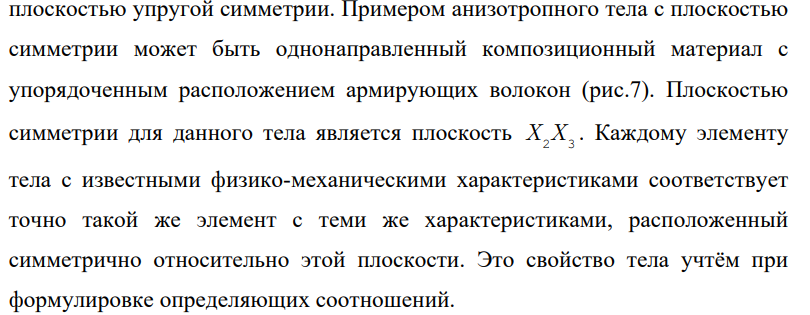 плоскостью упругой симметрии. Примером анизотропного тела с плоскостью
симметрии может быть однонаправленный композиционный материал с
упорядоченным расположением армирующих волокон (рис.7). Плоскостью
симметрии для данного тела является плоскость X₂X₃. Каждому элементу
тела с известными физико-механическими характеристиками соответствует
точно такой же элемент с теми же характеристиками, расположенный
симметрично относительно этой плоскости. Это свойство тела учтём при
формулировке определяющих соотношений.